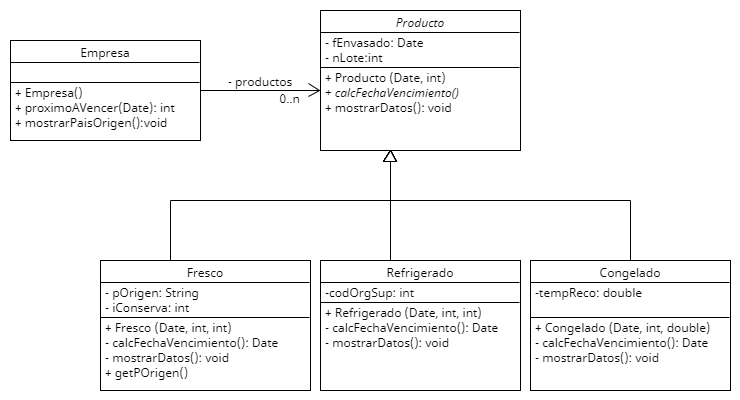 Producto
- fEnvasado: Date
- nLote:int
+ Producto (Date, int)
+ calcFechaVencimiento()
+ mostrarDatos(): void
Empresa
+ Empresa()
+ proximoAVencer(Date): int
+ mostrarPaisOrigen():void
- productos
0..n
Fresco
- pOrigen: String
- iConserva: int
+ Fresco (Date, int, int)
- calcFechaVencimiento(): Date
- mostrarDatos(): void
+ getPOrigen()
Refrigerado
-codOrgSup: int
+ Refrigerado (Date, int, int)
- calcFechaVencimiento(): Date
- mostrarDatos(): void
Congelado
-tempReco: double
+ Congelado (Date, int, double)
- calcFechaVencimiento(): Date
- mostrarDatos(): void